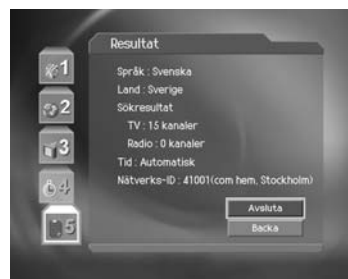 Resultat
1
2
3
4
5
Språk : Svenska
Land : Sverige
Sökresultat
TV : 15 kanaler
Radio : 0 kanaler
Tid : Automatisk
Nätverks-ID : 41001(com hem, Stockholm)
Avsluta
Backa